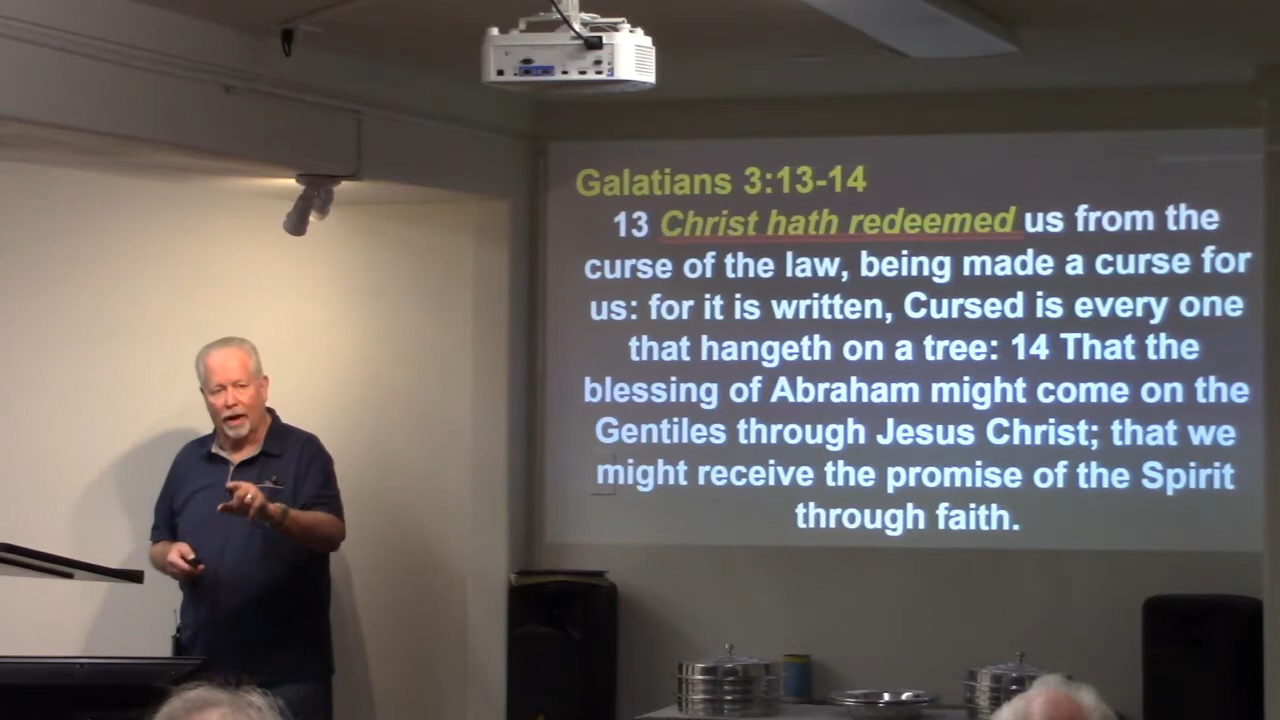 Galatians 3:13-14
13 Christ hath redeemed us from the
curse of the law, being made a curse for
us: for it is written, Cursed is every one
that hangeth on a tree: 14 That the
blessing of Abraham might come on the
Gentiles through Jesus Christ; that we
might receive the promise of the Spirit
through faith.